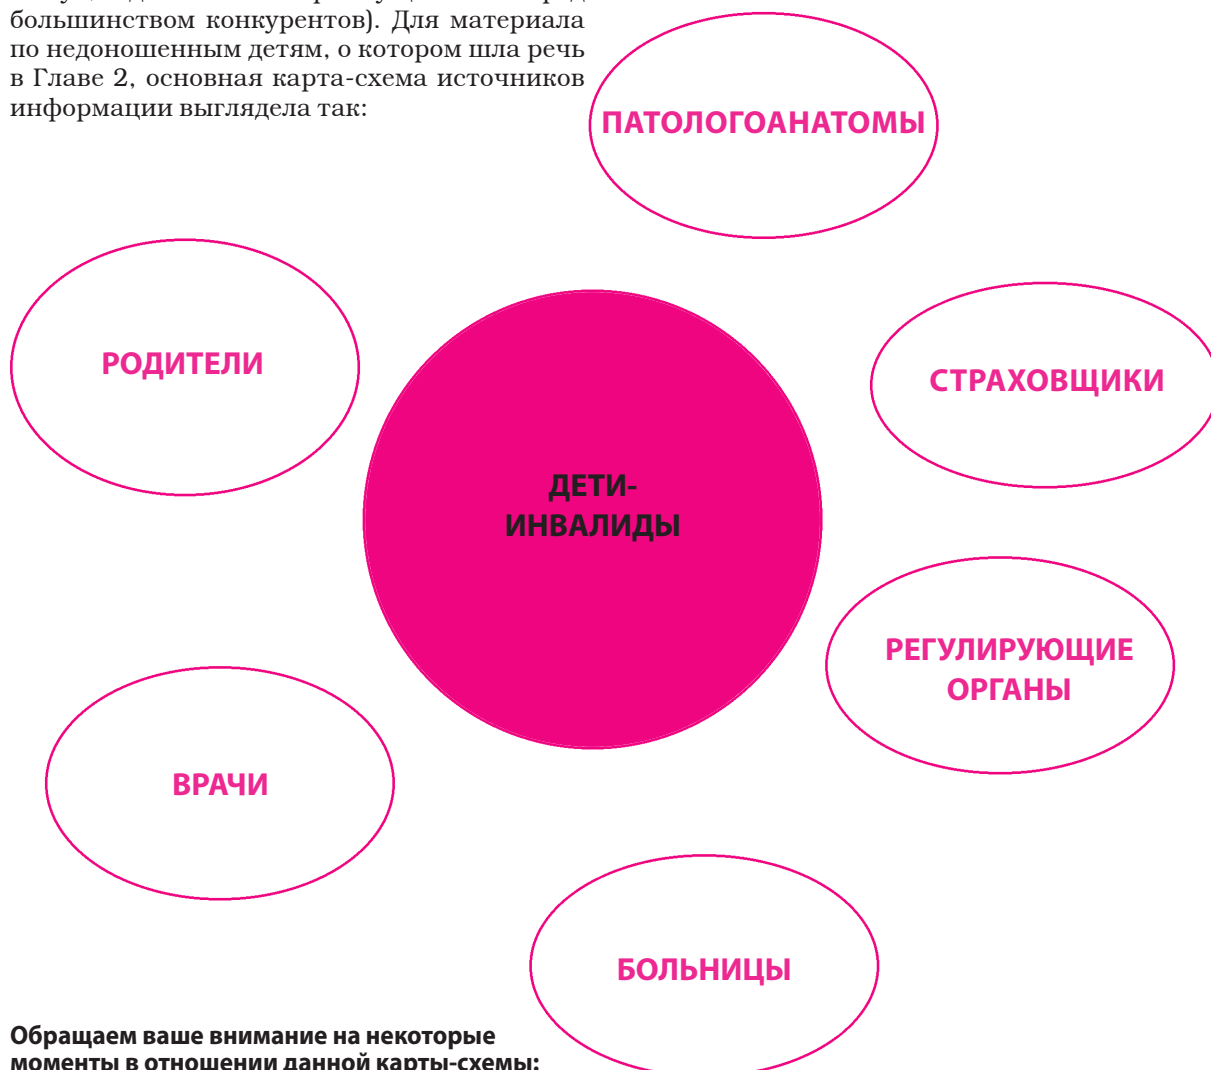 большинством конкурентов). Для материала
по недоношенным детям, о котором шла речь
в Главе 2, основная карта-схема источников
информации выглядела так:
ПАТОЛОГОАНАТОМЫ
РОДИТЕЛИ
СТРАХОВЩИКИ
ДЕТИ-
ИНВАЛИДЫ
РЕГУЛИРУЮЩИЕ
ОРГАНЫ
ВРАЧИ
БОЛЬНИЦЫ
Обращаем ваше внимание на некоторые
моменты в отношении данной карты-схемы: